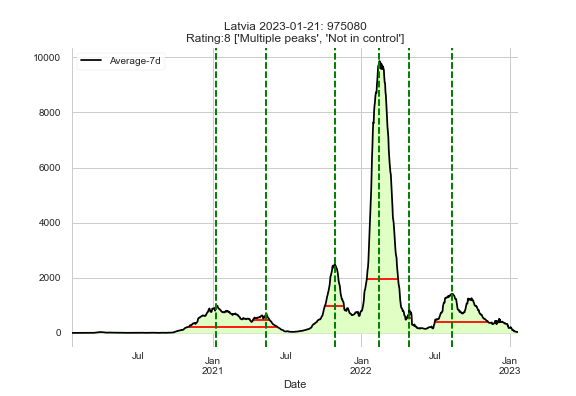 Latvia 2023-01-21: 975080
Rating:8 ['Multiple peaks', 'Not in control']
Average-7d
10000
8000
6000
4000
2000
0
Jul
Jan
2021
Jul
Jan
2022
Jul
Jan
2023
Date